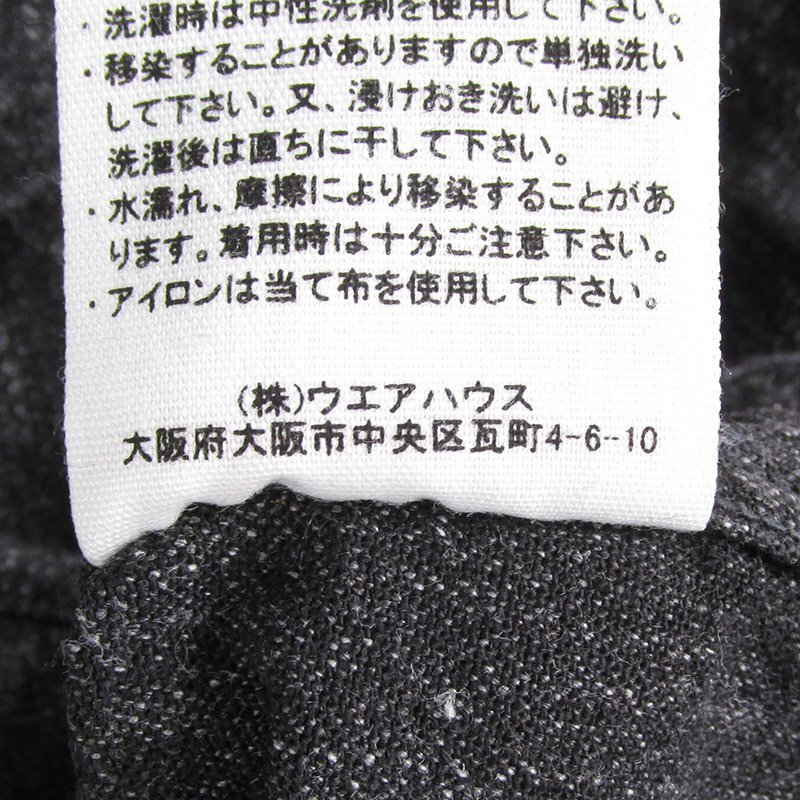 ・洗濯時は中性洗剤を使用して下さい。
・移染することがありますので単独洗い
して下さい。又、浸けおき洗いは避け、
洗濯後は直ちに干して下さい。
・水濡れ、摩擦により移染することがあ
ります。着用時は十分ご注意下さい。
・アイロンは当て布を使用して下さい。
(株)ウエアハウス
大阪府大阪市中央区瓦町4-6-10